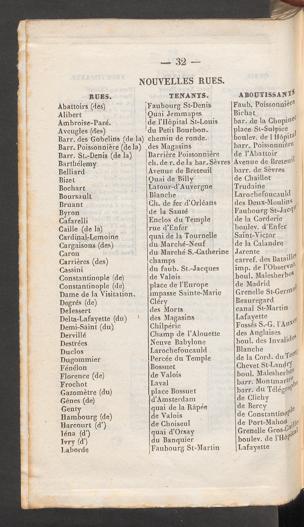 — 32 —
NOUVELLES RUES.
RUES. TENANTS. ABOUTISSANTS
Abattoirs (des) Faubourg St-Denis Faub. Poissonnière
Alibert Quai Jemmapes Bichat
Ambroise-Paré. de l'Hôpital St-Louis bar. de la Chopinet
Aveugles (des) du Petit Bourbon. place St-Sulpice
Barr. des Gobelins (de la) chemin de ronde. boulev. de l'Hôpital
Barr. Poissonnière (de la) des Magasins barr. Poissonnière
Barr. St.-Denis (de la) Barrière Poissonnière de l'Abattoir
Barthélemy ch. de r. de la bar. Sèvres Avenue de Breteuil
Belliard Avenue de Breteuil barr. de Sèvres
Bizet Quai de Billy de Chaillot
Bochart Latour-d'Auvergne Trudaine
Boursault Blanche Larochefoucauld
Bruant Ch. de fer d'Orléans des Deux-Moulins
Byron de la Santé Faubourg St-Jacq
Cafarelli Enclos du Temple de la Corderie
Caille (de la) rue d'Enfer boulev. d'Enfer
Cardinal-Lemoine quai de la Tournelle Saint-Victor
Cargaisons (des) du Marché-Neuf de la Calandre
Caron du Marché S.-Catherine Jarente
Carrières (des) champs carref. des Batailles
Cassini du faub. St.-Jacques imp. de l'Observat
Constantinople (de) de Valois boul. Malesherbes
Constantinople (de) place de l'Europe de Madrid
Dame de la Visitation. impasse Sainte-Marie Grenelle St-Germ
Degrés (de) Cléry Beauregard
Delessert des Morts canal St-Martin
Delta-Lafayette (du) des Magasins Lafayette
Demi-Saint (du) Chilpéric Fossés S.-G. l'Auxer
Derville Champ de l'Alouette des Anglaises
Destrées Neuve Babylone boul. des Invalides
Duclos Larochefoucauld Blanche
Dugommier Percée du Temple de la Cord. du Tem
Fénélon Bossuet Chevet St-Landry
Florence (de) de Valois boul. Malesherbes
Frochot Laval barr. Montmartre
Gazomètre (du) place Bossuet barr. du Télégraphe
Gênes (de) d'Amsterdam de Clichy
Genty quai de la Râpée de Bercy
Hambourg (de) de Valois de Constantinople
Harcourt (d') de Choiseul de Port-Mahon
Iéna (d') quai d'Orsay Grenelle Gros-Caillou
Ivry (d') du Banquier boulev. de l'Hôpital
Laborde Faubourg St-Martin Lafayette